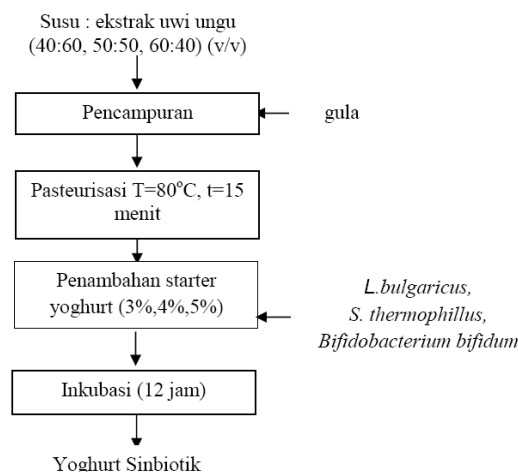 Susu : ekstrak uwi ungu
(40:60, 50:50, 60:40) (v/v)
Pencampuran
gula
Pasteurisasi T=80°C, t=15
menit
Penambahan starter
yoghurt (3%,4%,5%)
L.bulgaricus,
S. thermophillus,
Bifidobacterium bifidum
Inkubasi (12 jam)
Yoghurt Sinbiotik